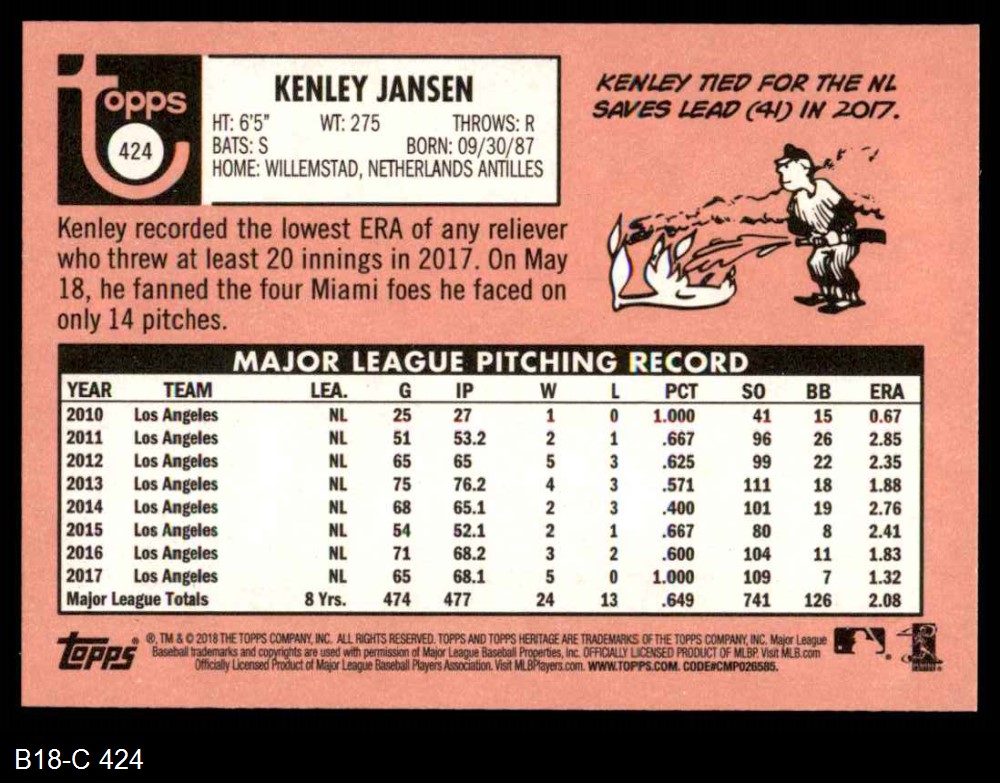 topps
424
KENLEY JANSEN
HT: 6'5" WT: 275 THROWS: R
BATS: S BORN: 09/30/87
HOME: WILLEMSTAD, NETHERLANDS ANTILLES
KENLEY TIED FOR THE NL
SAVES LEAD (41) IN 2017.
Kenley recorded the lowest ERA of any reliever
who threw at least 20 innings in 2017. On May
18, he fanned the four Miami foes he faced on
only 14 pitches.
MAJOR LEAGUE PITCHING RECORD
YEAR TEAM LEA. G IP W L PCT SO BB ERA
2010 Los Angeles NL 25 27 1 0 1.000 41 15 0.67
2011 Los Angeles NL 51 53.2 2 1 .667 96 26 2.85
2012 Los Angeles NL 65 65 5 3 .625 99 22 2.35
2013 Los Angeles NL 75 76.2 4 3 .571 111 18 1.88
2014 Los Angeles NL 68 65.1 2 3 .400 101 19 2.76
2015 Los Angeles NL 54 52.1 2 1 .667 80 8 2.41
2016 Los Angeles NL 71 68.2 3 2 .600 104 11 1.83
2017 Los Angeles NL 65 68.1 5 0 1.000 109 7 1.32
Major League Totals 8 Yrs. 474 477 24 13 .649 741 126 2.08
topps
®, TM & © 2018 THE TOPPS COMPANY, INC. ALL RIGHTS RESERVED. TOPPS AND TOPPS HERITAGE ARE TRADEMARKS OF THE TOPPS COMPANY, INC. Major League
Baseball trademarks and copyrights are used with permission of Major League Baseball Properties, Inc. OFFICIALLY LICENSED PRODUCT OF MLBP. Visit MLB.com
Officially Licensed Product of Major League Baseball Players Association. Visit MLBPlayers.com. WWW.TOPPS.COM. CODE#CMP026585.
B18-C 424